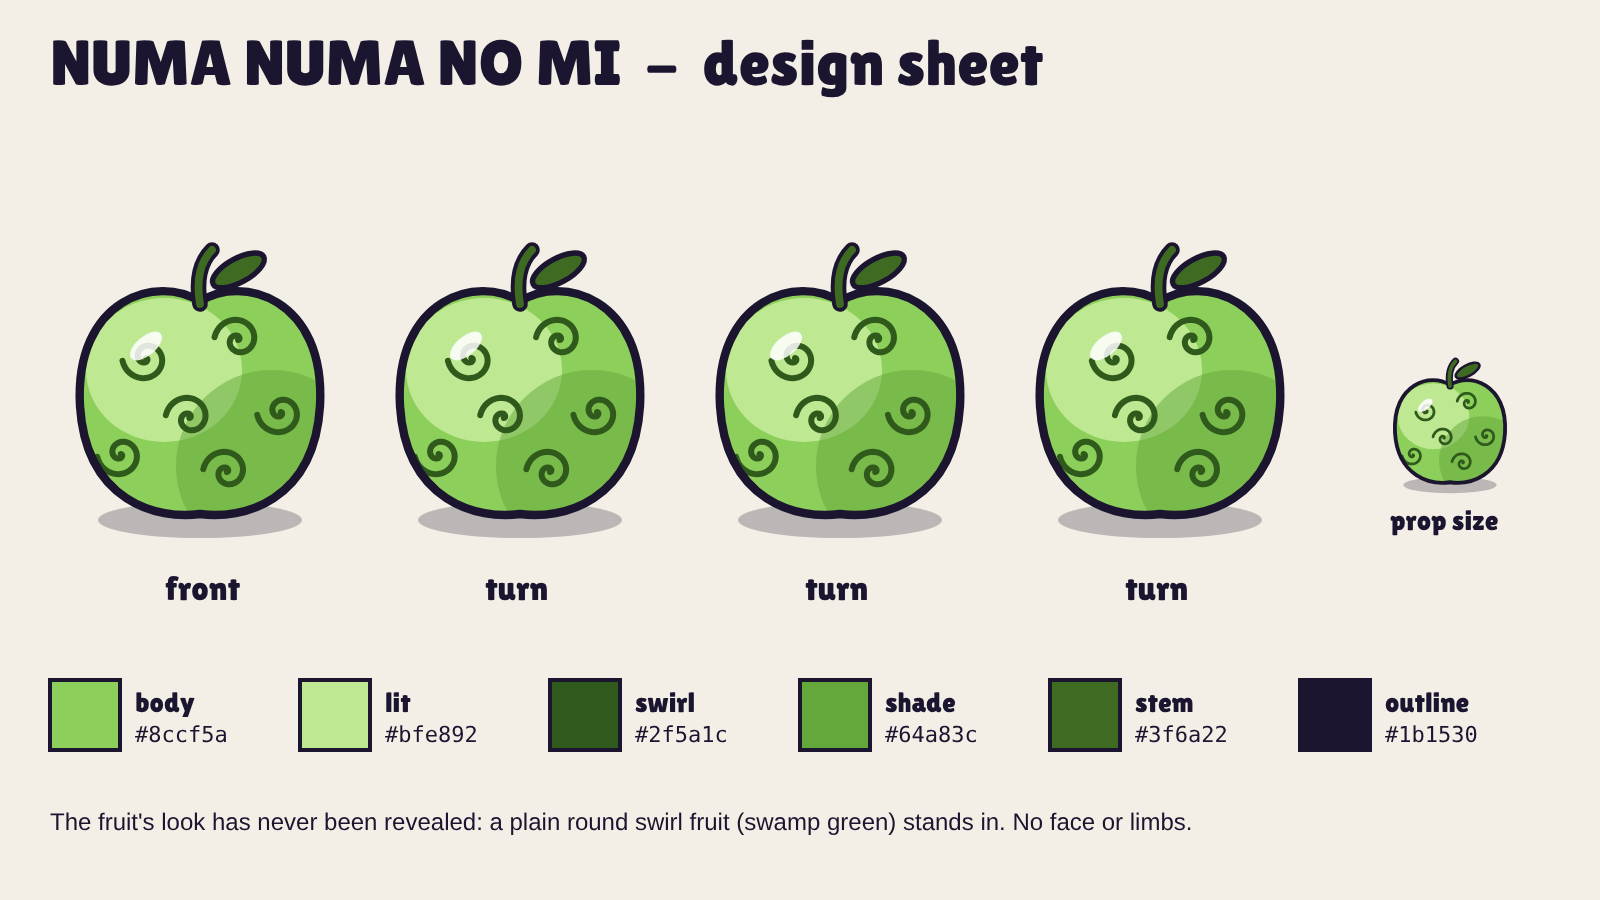 NUMA NUMA NO MI – design sheet
prop size
front turn turn turn
body lit swirl shade stem outline
#8ccf5a #bfe892 #2f5a1c #64a83c #3f6a22 #1b1530
The fruit's look has never been revealed: a plain round swirl fruit (swamp green) stands in. No face or limbs.